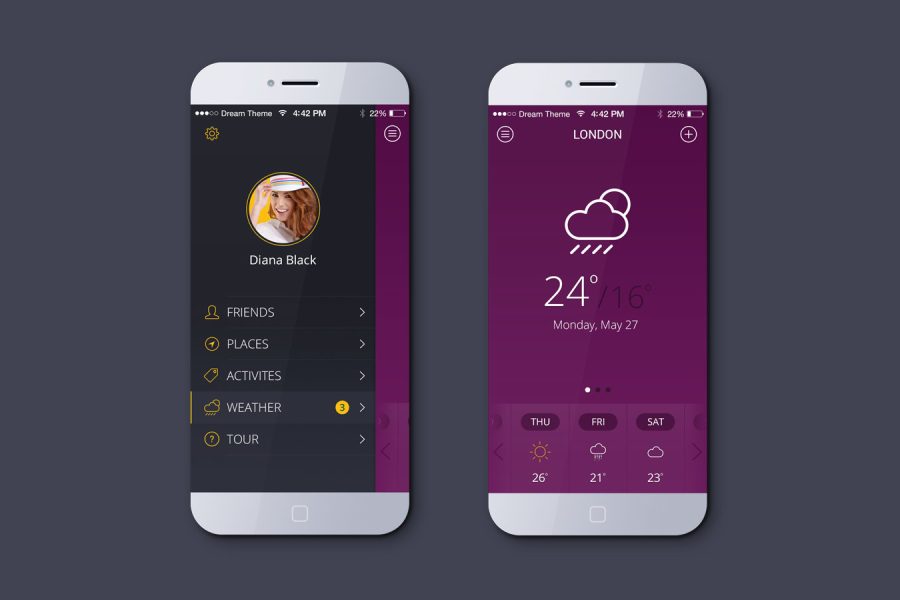 Dream Theme 4:42 PM 22%
Diana Black
FRIENDS
PLACES
ACTIVITES
WEATHER 3
TOUR
?
Dream Theme 4:42 PM 22%
LONDON
24°/16°
Monday, May 27
THU FRI SAT
26° 21° 23°